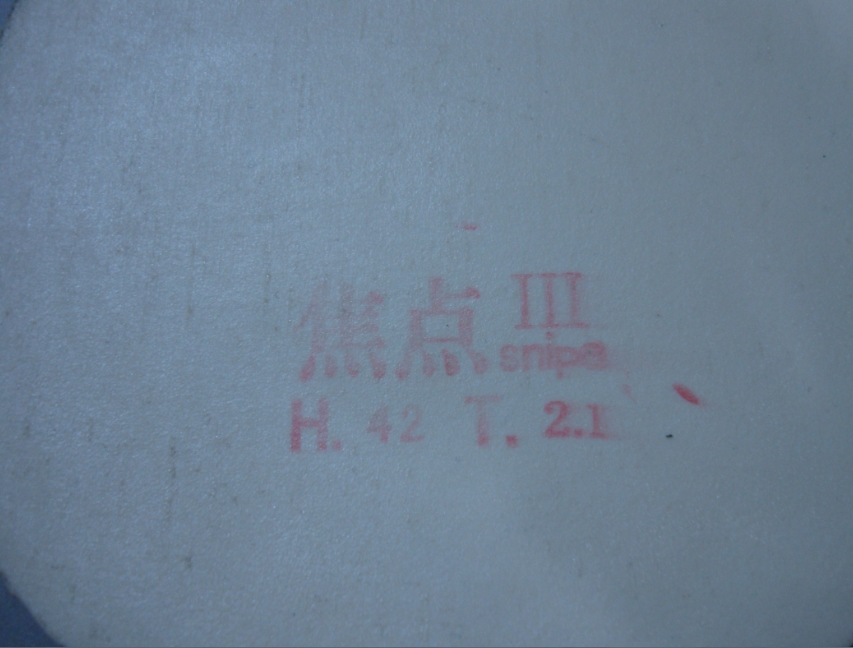 焦点 III
snipe
H. 42 T. 2.1